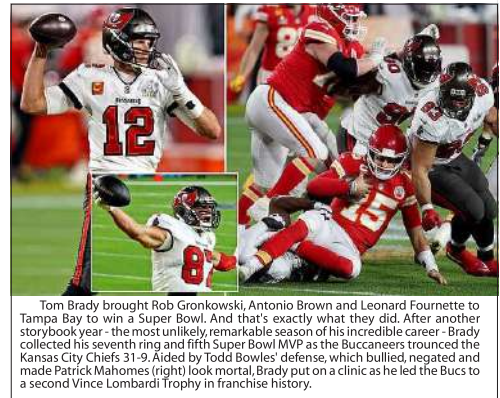 BUCCANEERS
12
87
15
Tom Brady brought Rob Gronkowski, Antonio Brown and Leonard Fournette to
Tampa Bay to win a Super Bowl. And that's exactly what they did. After another
storybook year - the most unlikely, remarkable season of his incredible career - Brady
collected his seventh ring and fifth Super Bowl MVP as the Buccaneers trounced the
Kansas City Chiefs 31-9. Aided by Todd Bowles' defense, which bullied, negated and
made Patrick Mahomes (right) look mortal, Brady put on a clinic as he led the Bucs to
a second Vince Lombardi Trophy in franchise history.